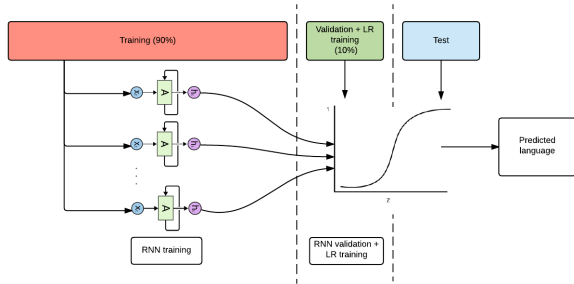 Training (90%)
Validation + LR
training
(10%)
Test
x
A
h
x
A
h
x
A
h
1
z
Predicted
language
RNN training
RNN validation +
LR training